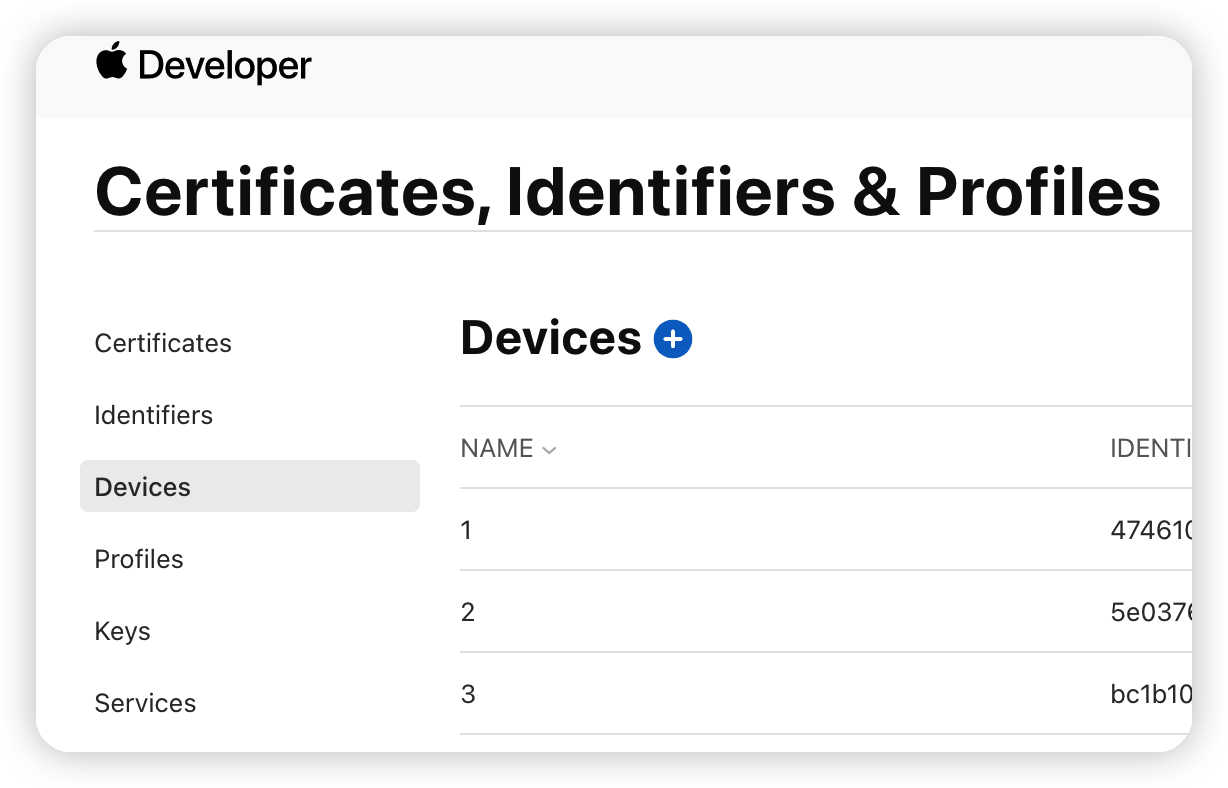 Developer
Certificates, Identifiers & Profiles
Certificates
Identifiers
Devices
Profiles
Keys
Services
Devices
NAME IDENTI
1 474610
2 5e0376
3 bc1b10